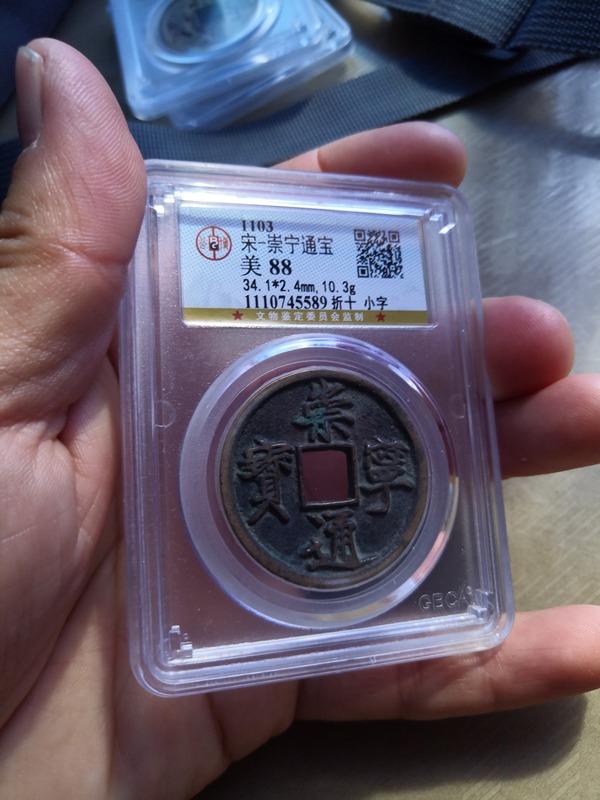 1103
宋-崇宁通宝
美 88
34.1*2.4mm,10.3g
1110745589 折十 小字
★ 文物鉴定委员会监制 ★
崇
寶 寧
通